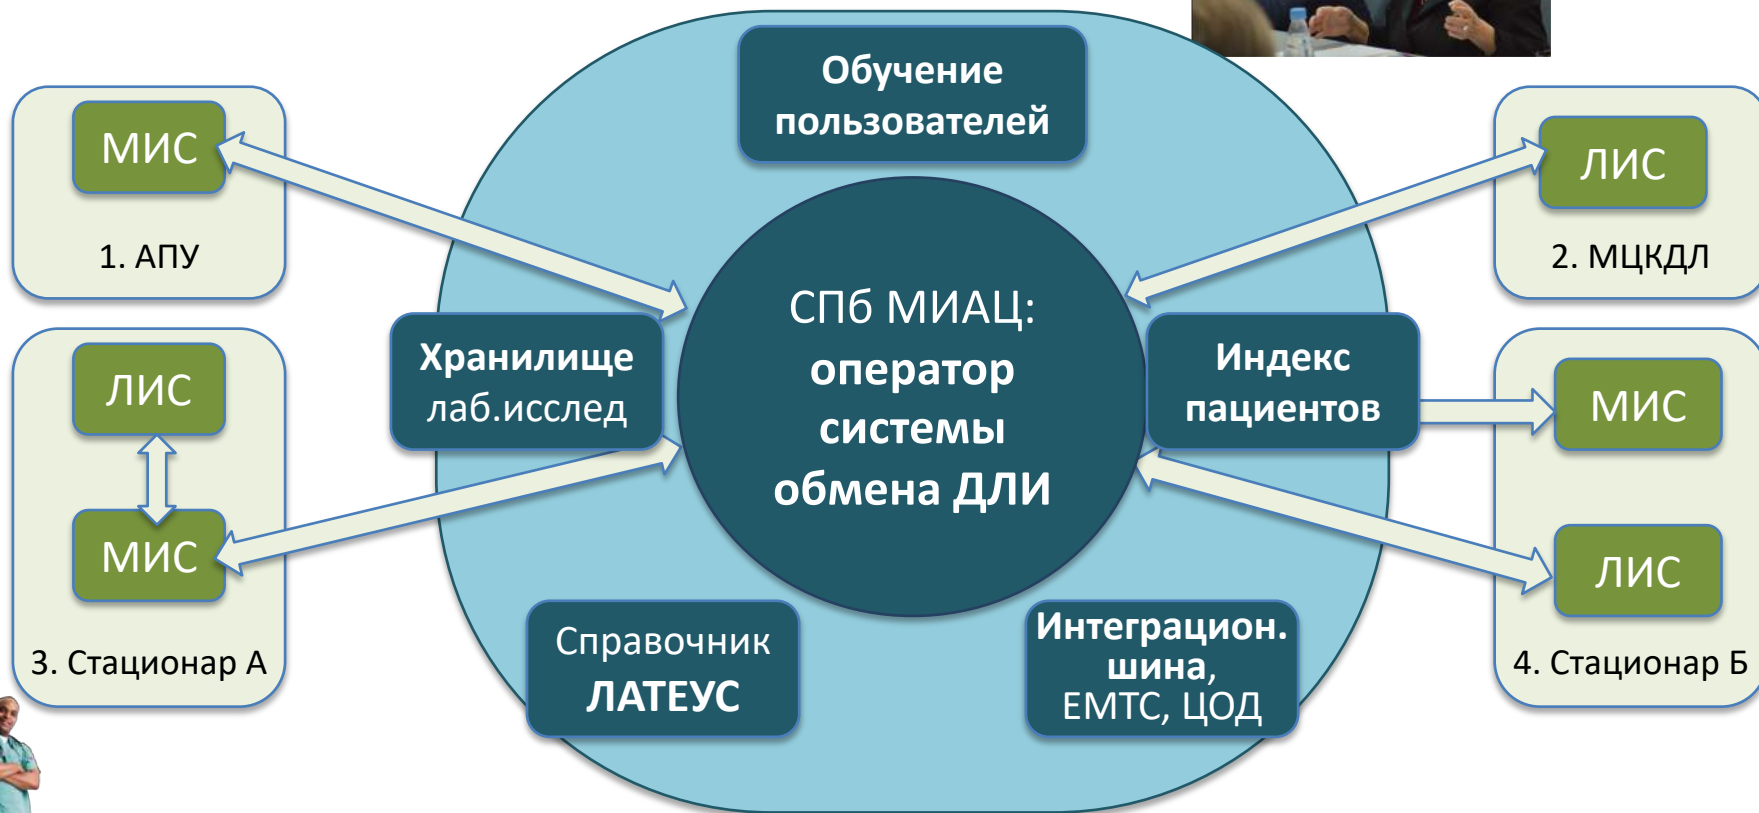 Обучение
пользователей
МИС
1. АПУ
ЛИС
2. МЦКДЛ
СПб МИАЦ:
оператор
системы
обмена ДЛИ
Хранилище
лаб.исслед
Индекс
пациентов
ЛИС
МИС
3. Стационар А
МИС
ЛИС
4. Стационар Б
Справочник
ЛАТЕУС
Интеграцион.
шина,
ЕМТС, ЦОД